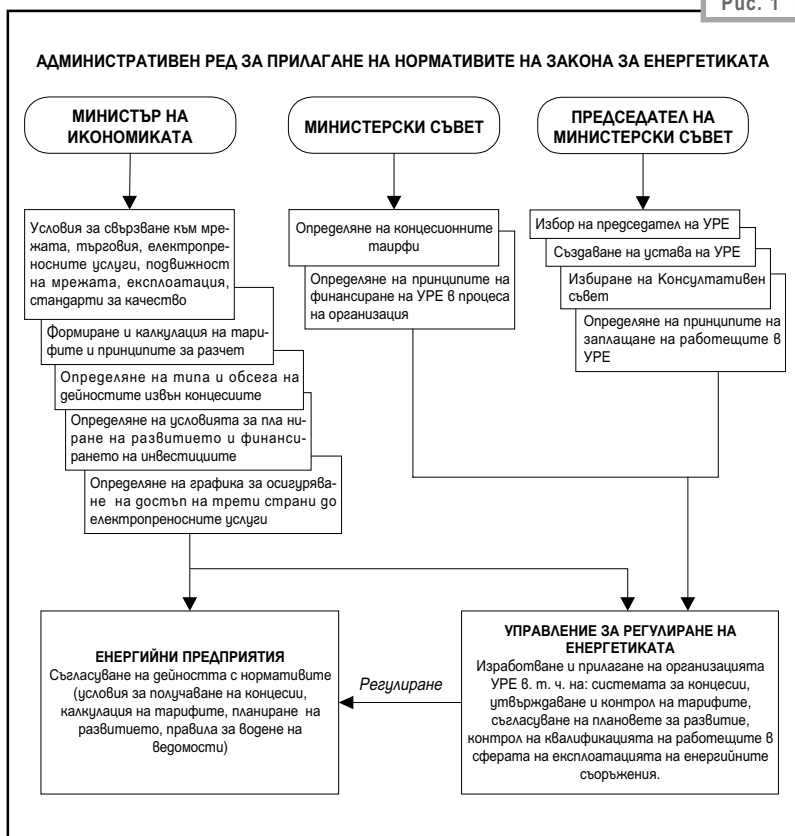 Рис. 1
АДМИНИСТРАТИВЕН РЕД ЗА ПРИЛАГАНЕ НА НОРМАТИВИТЕ НА ЗАКОНА ЗА ЕНЕРГЕТИКАТА
МИНИСТЪР НА
ИКОНОМИКАТА
МИНИСТЕРСКИ СЪВЕТ
ПРЕДСЕДАТЕЛ НА
МИНИСТЕРСКИ СЪВЕТ
Условия за свързване към мре-
жата, търговия, електропре-
носните услуги, подвижност
на мрежата, експлоатация,
стандарти за качество
Формиране и калкулация на тари-
фите и принципите за разчет
Определяне на типа и обсега на
дейностите извън концесиите
Определяне на условията за пла ни-
ране на развитието и финанси-
рането на инвестициите
Определяне на графика за осигурява-
не на достъп на трети страни до
електропреносните услуги
Определяне на концесионните
таирфи
Определяне на принципите на
финансиране на УРЕ в процеса
на организация
Избор на председател на УРЕ
Създаване на устава на УРЕ
Избиране на Консултативен
съвет
Определяне на принципите на
заплащане на работещите в
УРЕ
ЕНЕРГИЙНИ ПРЕДПРИЯТИЯ
Съгласуване на дейността с нормативите
(условия за получаване на концесии,
калкулация на тарифите, планиране на
развитието, правила за водене на
ведомости)
Регулиране
УПРАВЛЕНИЕ ЗА РЕГУЛИРАНЕ НА
ЕНЕРГЕТИКАТА
Изработване и прилагане на организацията
УРЕ в. т. ч. на: системата за концесии,
утвърждаване и контрол на тарифите,
съгласуване на плановете за развитие,
контрол на квалификацията на работещите в
сферата на експлоатацията на енергийните
съоръжения.